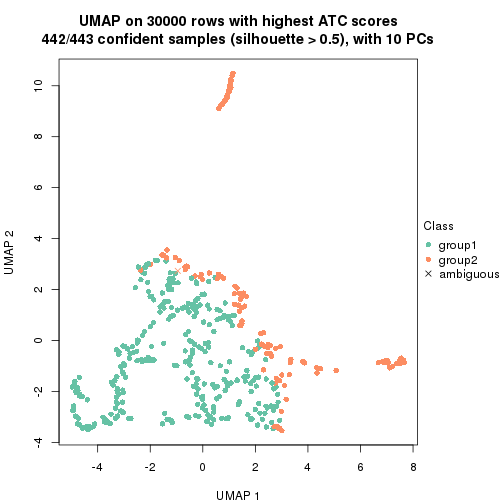 UMAP on 30000 rows with highest ATC scores
442/443 confident samples (silhouette > 0.5), with 10 PCs
10
8
6
4
2
0
-2
-4
UMAP 2
-4 -2 0 2 4 6 8
UMAP 1
Class
group1
group2
ambiguous